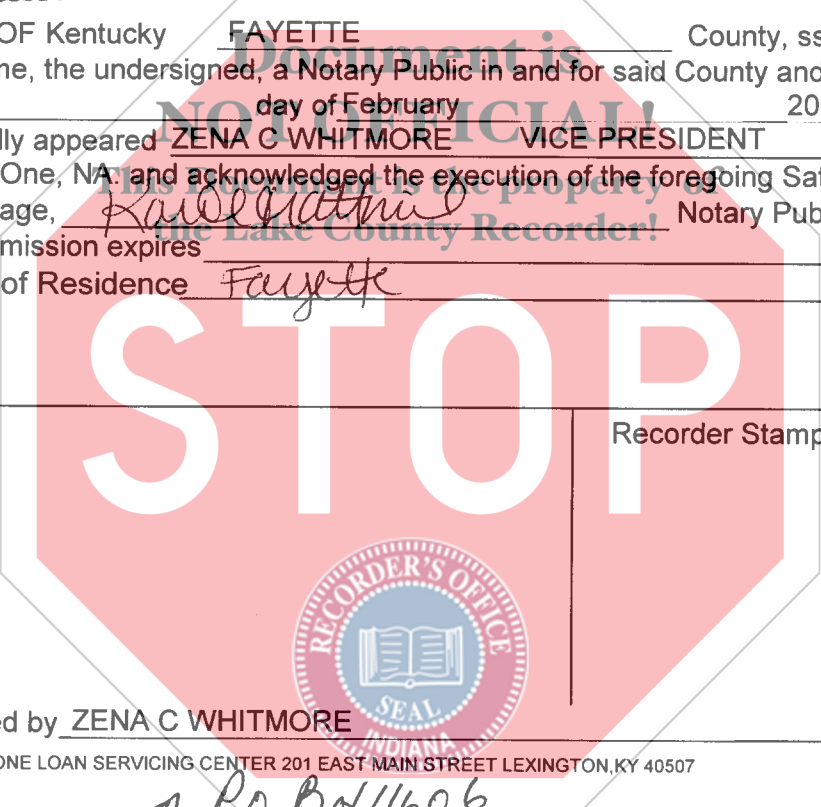 OF Kentucky FAYETTE County, ss
Document is
me, the undersigned, a Notary Public in and for said County and
day of February 20
NOT OFFICIAL!
lly appeared ZENA C WHITMORE VICE PRESIDENT
One, NA. and acknowledged the execution of the foregoing Sat
This Document is the property of
age, Notary Pub
the Lake County Recorder!
mission expires
of Residence Fayette
STOP
Recorder Stamp
RECORDER'S OFFICE
SEAL
INDIANA
ed by ZENA C WHITMORE
ONE LOAN SERVICING CENTER 201 EAST MAIN STREET LEXINGTON,KY 40507
Po Box 11606